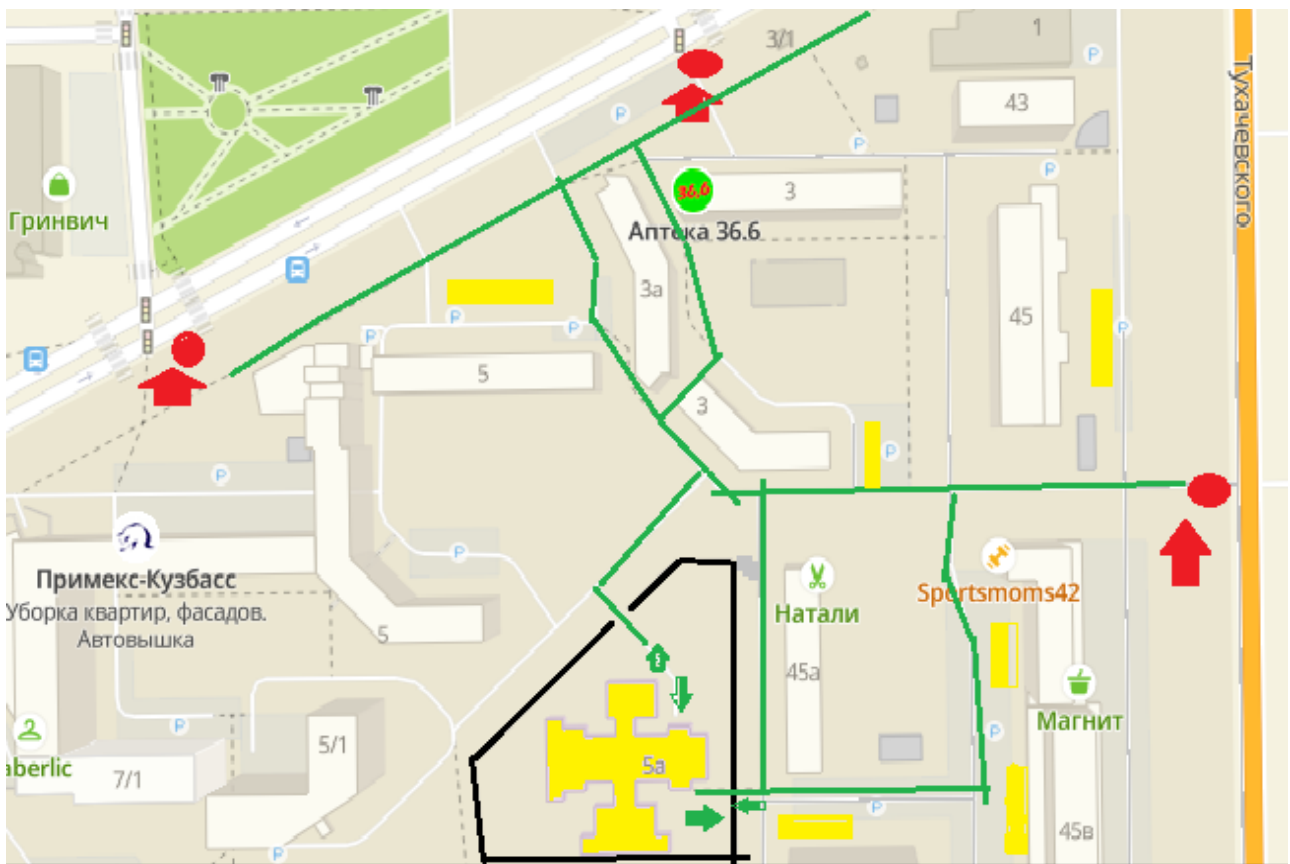 3/1
1
P
43
Тухачевского
P
P
P
Гринвич
36.6
3
Аптека 36.6
3а
P
P
P
45
P
5
3
P
P
P
Примекс-Кузбасс
Уборка квартир, фасадов.
Автовышка
5
Sportsmoms42
Натали
45а
Магнит
P
5/1
P
aberlic
7/1
5а
P
45в
P